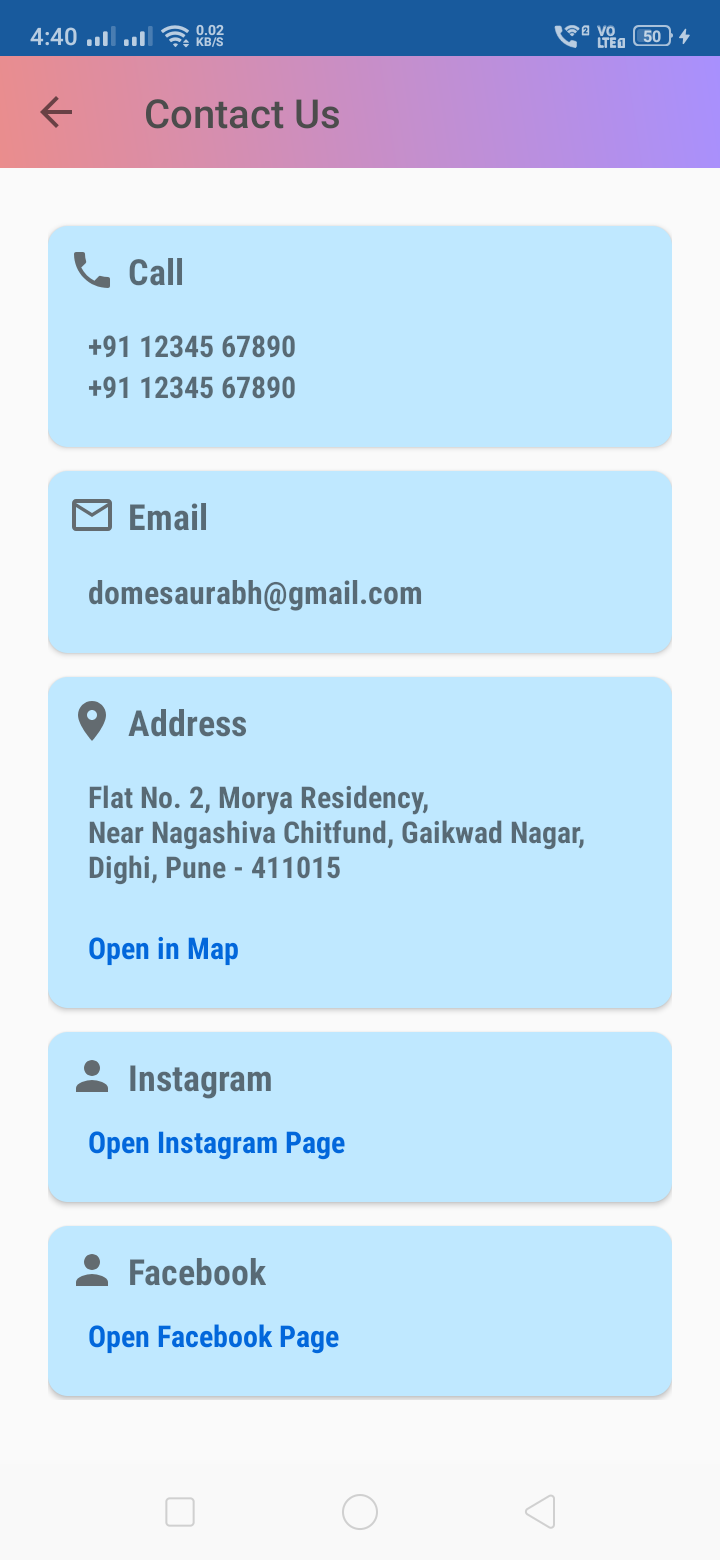 4:40
0.02
KB/S
2
VO
LTE 1
50
Contact Us
Call
+91 12345 67890
+91 12345 67890
Email
domesaurabh@gmail.com
Address
Flat No. 2, Morya Residency,
Near Nagashiva Chitfund, Gaikwad Nagar,
Dighi, Pune - 411015
Open in Map
Instagram
Open Instagram Page
Facebook
Open Facebook Page